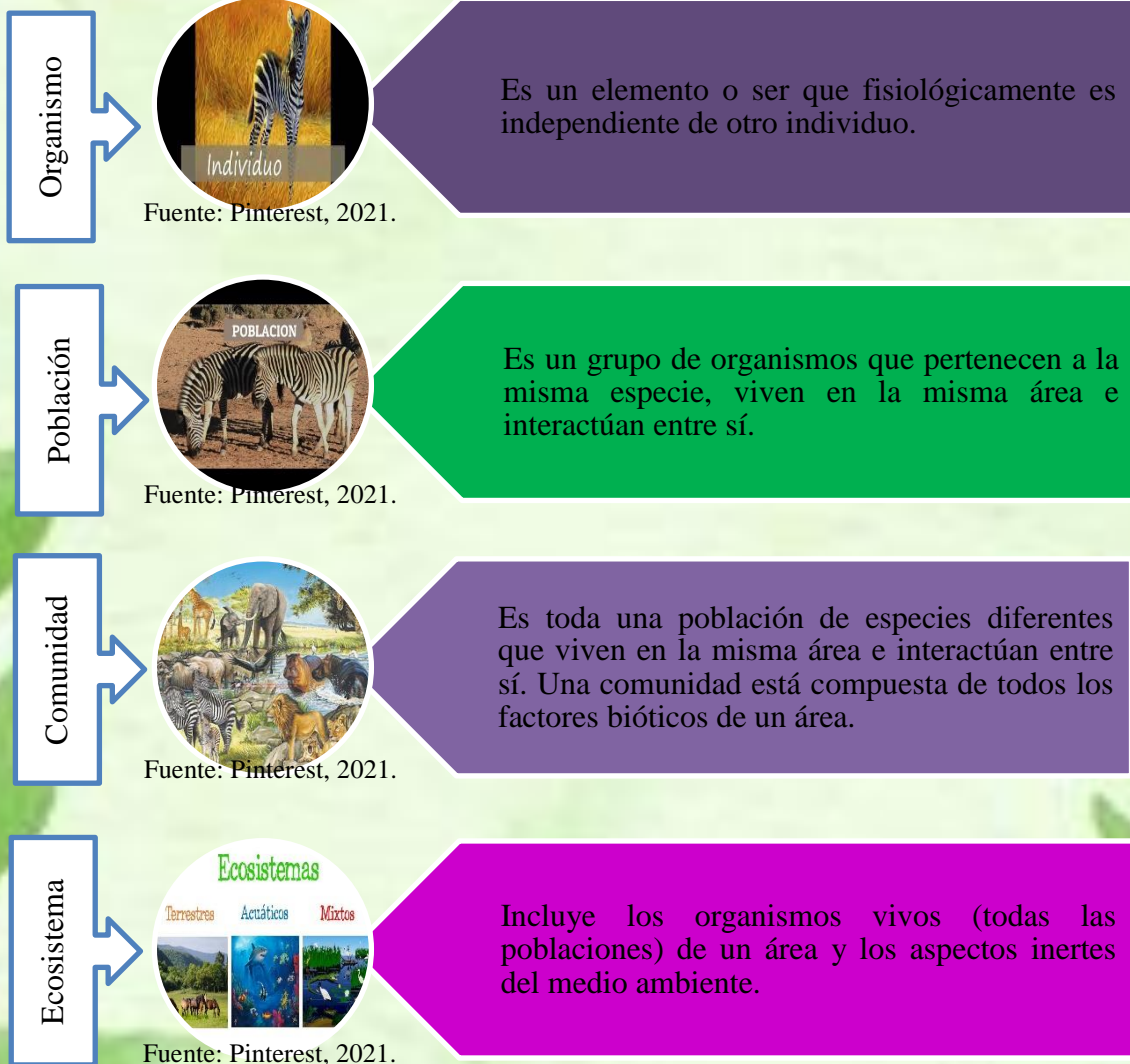 Organismo
Individuo
Fuente: Pinterest, 2021.
Es un elemento o ser que fisiológicamente es
independiente de otro individuo.
Población
POBLACION
Fuente: Pinterest, 2021.
Es un grupo de organismos que pertenecen a la
misma especie, viven en la misma área e
interactúan entre sí.
Comunidad
Fuente: Pinterest, 2021.
Es toda una población de especies diferentes
que viven en la misma área e interactúan entre
sí. Una comunidad está compuesta de todos los
factores bióticos de un área.
Ecosistema
Ecosistemas
Terrestres Acuáticos Mixtos
Fuente: Pinterest, 2021.
Incluye los organismos vivos (todas las
poblaciones) de un área y los aspectos inertes
del medio ambiente.